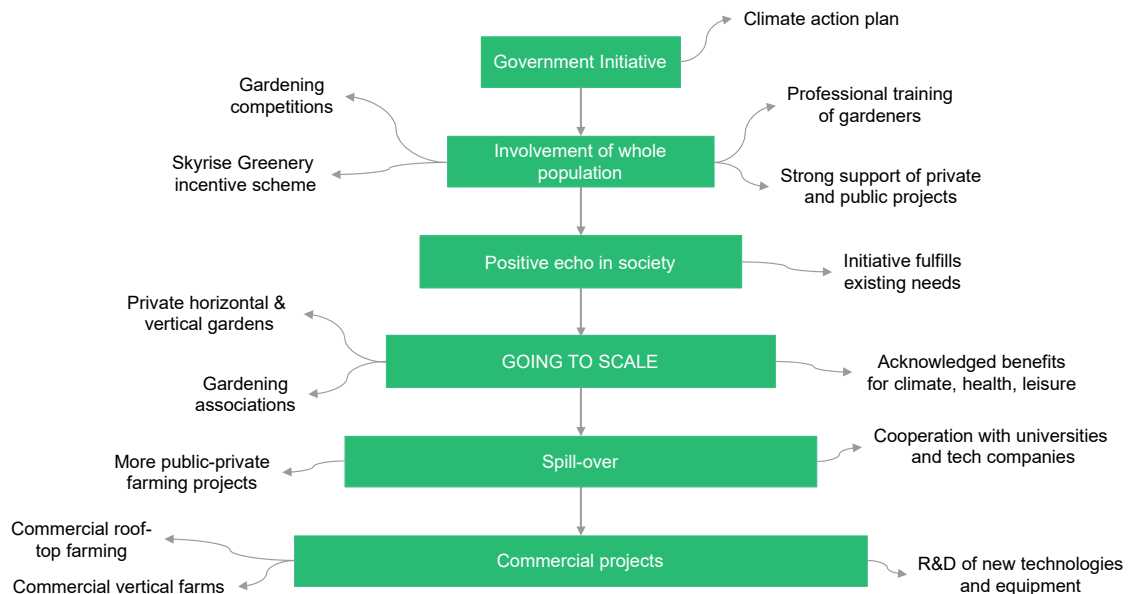 Climate action plan
Government Initiative
Gardening
competitions
Professional training
of gardeners
Involvement of whole
population
Skyrise Greenery
incentive scheme
Strong support of private
and public projects
Positive echo in society
Initiative fulfills
existing needs
Private horizontal &
vertical gardens
GOING TO SCALE
Acknowledged benefits
for climate, health, leisure
Gardening
associations
Cooperation with universities
and tech companies
Spill-over
More public-private
farming projects
Commercial roof-
top farming
Commercial projects
Commercial vertical farms
R&D of new technologies
and equipment